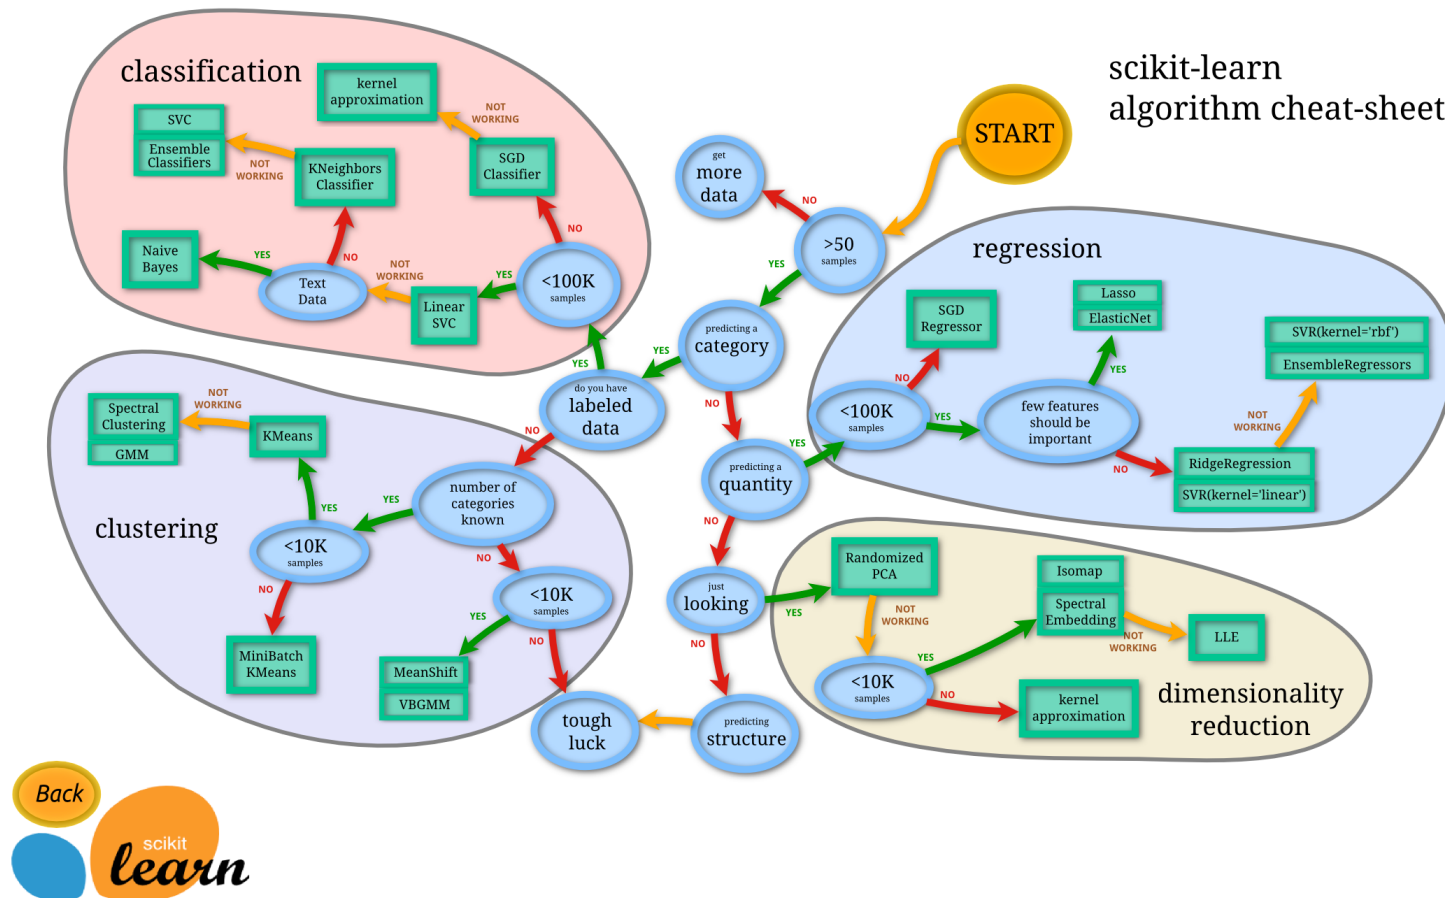 scikit-learn
algorithm cheat-sheet
START
classification
kernel
approximation
NOT
WORKING
SVC
Ensemble
Classifiers
NOT
WORKING
KNeighbors
Classifier
SGD
Classifier
NO
Naive
Bayes
YES
NO
Text
Data
NOT
WORKING
Linear
SVC
YES
<100K
samples
YES
get
more
data
NO
>50
samples
YES
predicting a
category
YES
NO
do you have
labeled
data
NO
predicting a
quantity
YES
NO
just
looking
YES
NO
predicting
structure
tough
luck
regression
SGD
Regressor
NO
<100K
samples
YES
Lasso
ElasticNet
YES
few features
should be
important
NO
SVR(kernel='rbf')
EnsembleRegressors
NOT
WORKING
RidgeRegression
SVR(kernel='linear')
clustering
Spectral
Clustering
GMM
NOT
WORKING
KMeans
YES
<10K
samples
NO
YES
number of
categories
known
NO
<10K
samples
YES
NO
MiniBatch
KMeans
MeanShift
VBGMM
dimensionality
reduction
Randomized
PCA
NOT
WORKING
<10K
samples
YES
NO
Isomap
Spectral
Embedding
NOT
WORKING
LLE
kernel
approximation
Back
scikit
learn